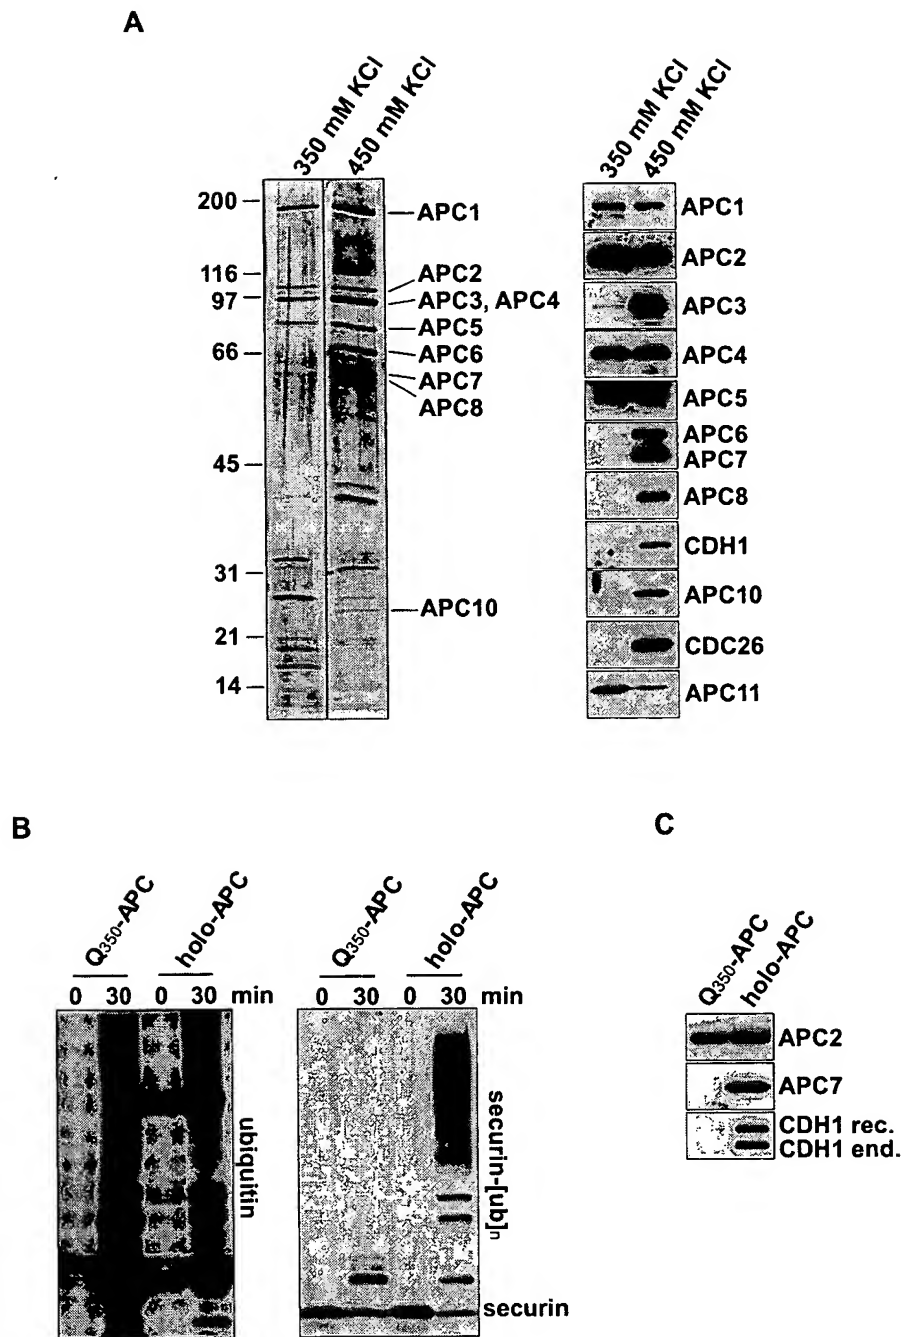 A
350 mM KCl
450 mM KCl
200
116
97
66
45
31
21
14
APC1
APC2
APC3, APC4
APC5
APC6
APC7
APC8
APC10
350 mM KCl
450 mM KCl
APC1
APC2
APC3
APC4
APC5
APC6
APC7
APC8
CDH1
APC10
CDC26
APC11
B
Q350-APC
holo-APC
0 30 0 30 min
ubiquitin
Q350-APC
holo-APC
0 30 0 30 min
securin-[ub]n
securin
C
Q350-APC
holo-APC
APC2
APC7
CDH1 rec.
CDH1 end.